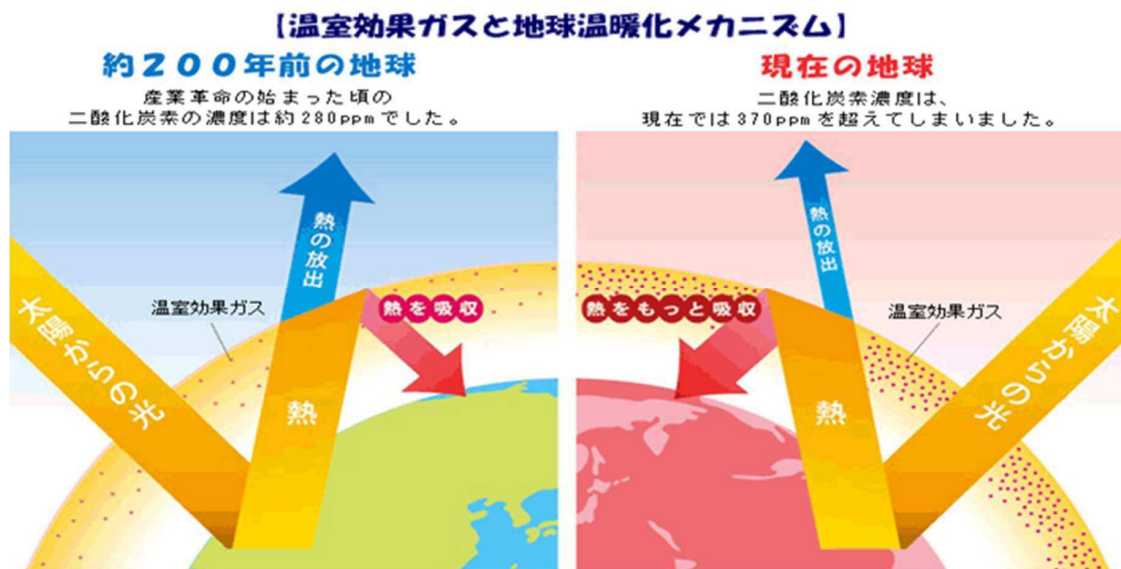 【温室効果ガスと地球温暖化メカニズム】
約200年前の地球
産業革命の始まった頃の
二酸化炭素の濃度は約280ppmでした。
熱の放出
太陽からの光
温室効果ガス
熱を吸収
熱
現在の地球
二酸化炭素濃度は、
現在では370ppmを超えてしまいました。
熱の放出
熱をもっと吸収
温室効果ガス
太陽からの光
熱